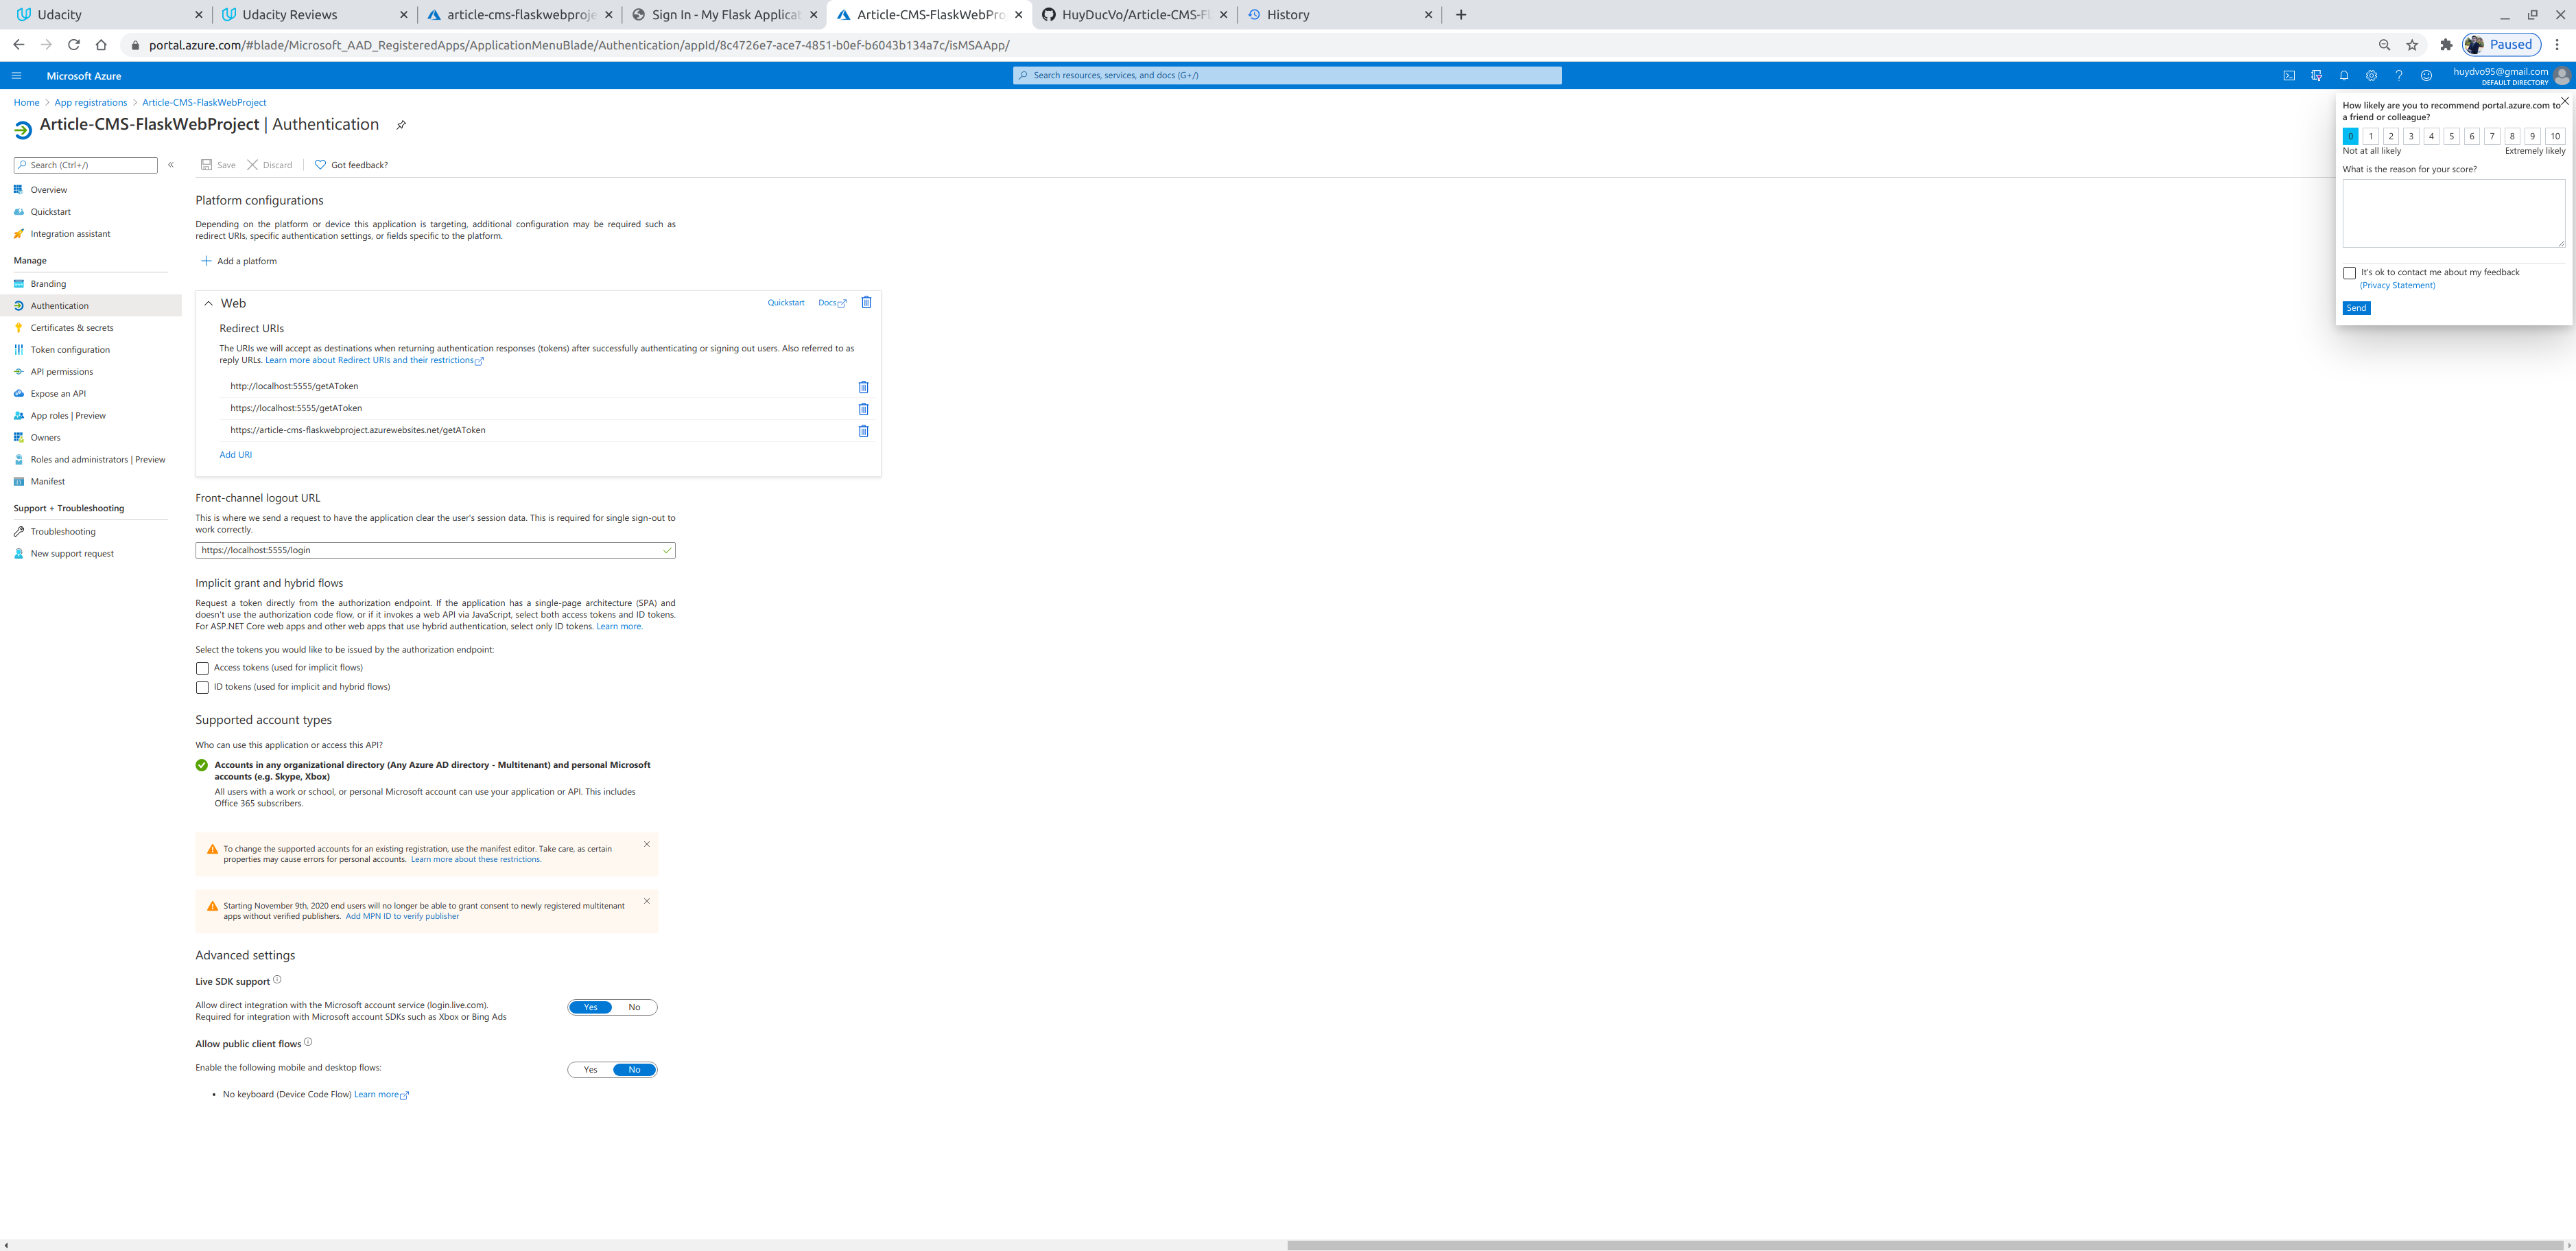 Udacity
Udacity Reviews
article-cms-flaskwebproje
Sign In - My Flask Applicat
Article-CMS-FlaskWebPro
HuyDucVo/Article-CMS-Fl
History
portal.azure.com/#blade/Microsoft_AAD_RegisteredApps/ApplicationMenuBlade/Authentication/appId/8c4726e7-ace7-4851-b0ef-b6043b134a7c/isMSAApp/
Paused
Microsoft Azure
Search resources, services, and docs (G+/)
huydvo95@gmail.com
DEFAULT DIRECTORY
Home > App registrations > Article-CMS-FlaskWebProject
Article-CMS-FlaskWebProject | Authentication
Search (Ctrl+/)
Overview
Quickstart
Integration assistant
Manage
Branding
Authentication
Certificates & secrets
Token configuration
API permissions
Expose an API
App roles | Preview
Owners
Roles and administrators | Preview
Manifest
Support + Troubleshooting
Troubleshooting
New support request
Save
Discard
Got feedback?
Platform configurations
Depending on the platform or device this application is targeting, additional configuration may be required such as
redirect URIs, specific authentication settings, or fields specific to the platform.
Add a platform
Web
Quickstart
Docs
Redirect URIs
The URIs we will accept as destinations when returning authentication responses (tokens) after successfully authenticating or signing out users. Also referred to as
reply URLs. Learn more about Redirect URIs and their restrictions
http://localhost:5555/getAToken
https://localhost:5555/getAToken
https://article-cms-flaskwebproject.azurewebsites.net/getAToken
Add URI
Front-channel logout URL
This is where we send a request to have the application clear the user's session data. This is required for single sign-out to
work correctly.
https://localhost:5555/login
Implicit grant and hybrid flows
Request a token directly from the authorization endpoint. If the application has a single-page architecture (SPA) and
doesn't use the authorization code flow, or if it invokes a web API via JavaScript, select both access tokens and ID tokens.
For ASP.NET Core web apps and other web apps that use hybrid authentication, select only ID tokens. Learn more.
Select the tokens you would like to be issued by the authorization endpoint:
Access tokens (used for implicit flows)
ID tokens (used for implicit and hybrid flows)
Supported account types
Who can use this application or access this API?
Accounts in any organizational directory (Any Azure AD directory - Multitenant) and personal Microsoft
accounts (e.g. Skype, Xbox)
All users with a work or school, or personal Microsoft account can use your application or API. This includes
Office 365 subscribers.
To change the supported accounts for an existing registration, use the manifest editor. Take care, as certain
properties may cause errors for personal accounts. Learn more about these restrictions.
Starting November 9th, 2020 end users will no longer be able to grant consent to newly registered multitenant
apps without verified publishers. Add MPN ID to verify publisher
Advanced settings
Live SDK support
Allow direct integration with the Microsoft account service (login.live.com).
Required for integration with Microsoft account SDKs such as Xbox or Bing Ads
Yes No
Allow public client flows
Enable the following mobile and desktop flows:
Yes No
• No keyboard (Device Code Flow) Learn more
How likely are you to recommend portal.azure.com to
a friend or colleague?
0 1 2 3 4 5 6 7 8 9 10
Not at all likely
Extremely likely
What is the reason for your score?
It's ok to contact me about my feedback
(Privacy Statement)
Send